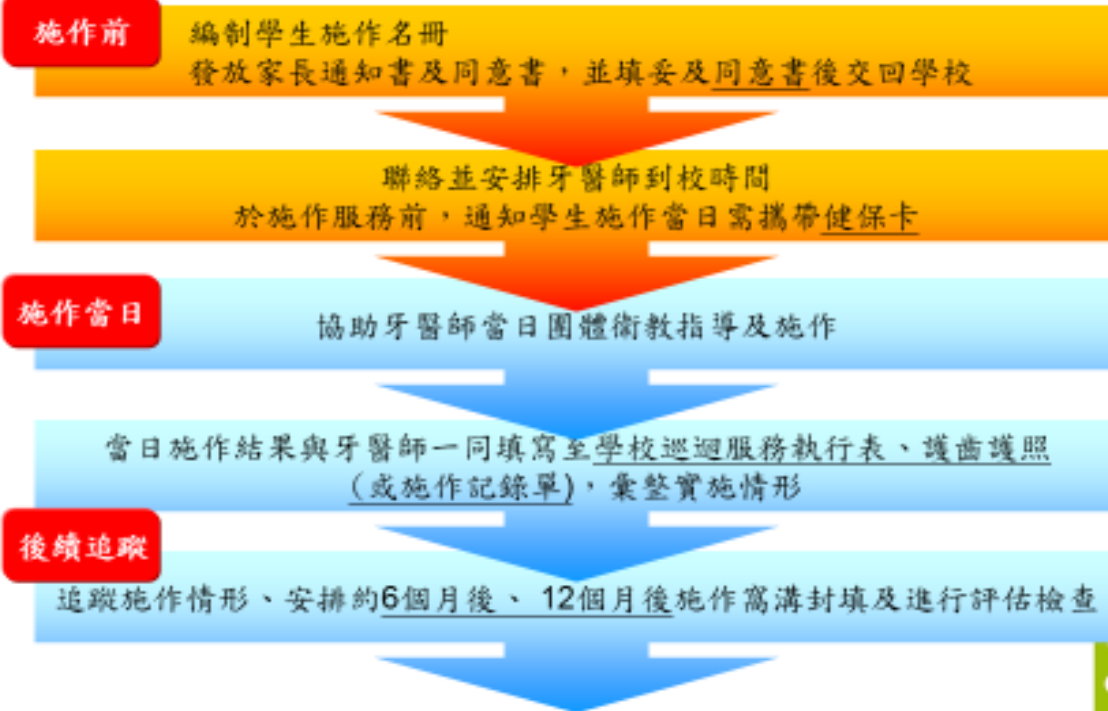 施作前
編制學生施作名冊
發放家長通知書及同意書，並填妥及同意書後交回學校
聯絡並安排牙醫師到校時間
於施作服務前，通知學生施作當日需攜帶健保卡
施作當日
協助牙醫師當日團體衛教指導及施作
當日施作結果與牙醫師一同填寫至學校巡迴服務執行表、護齒護照
（或施作記錄單)，彙整實施情形
後續追蹤
追蹤施作情形、安排約6個月後、 12個月後施作窩溝封填及進行評估檢查